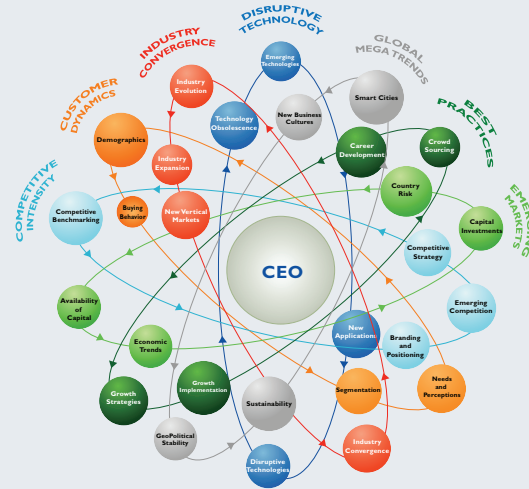 DISRUPTIVE
TECHNOLOGY
INDUSTRY
CONVERGENCE
GLOBAL
MEGA TRENDS
CUSTOMER
DYNAMICS
BEST
PRACTICES
COMPETITIVE
INTENSITY
EMERGING
MARKETS
Emerging
Technologies
Industry
Evolution
Smart Cities
Technology
Obsolescence
New Business
Cultures
Demographics
Career
Development
Crowd
Sourcing
Industry
Expansion
Country
Risk
Competitive
Benchmarking
Buying
Behavior
New Vertical
Markets
Capital
Investments
Competitive
Strategy
CEO
Availability
of
Capital
Emerging
Competition
Economic
Trends
New
Applications
Branding
and
Positioning
Growth
Strategies
Growth
Implementation
Sustainability
Segmentation
Needs
and
Perceptions
GeoPolitical
Stability
Industry
Convergence
Disruptive
Technologies